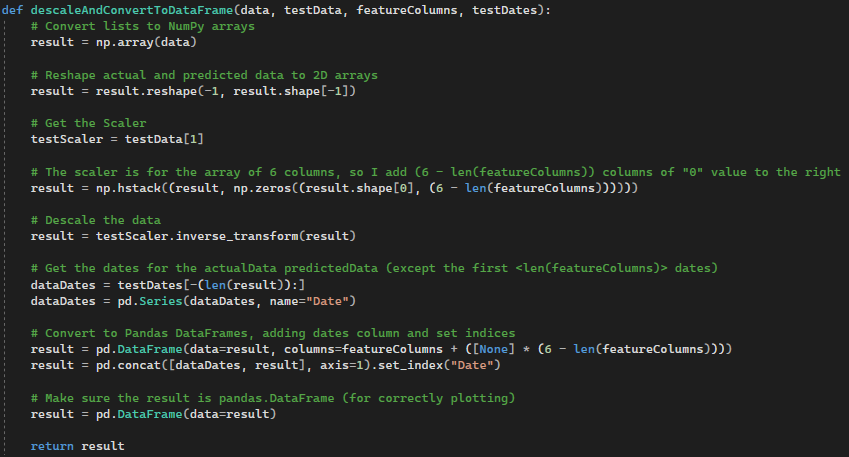 def descaleAndConvertToDataFrame(data, testData, featureColumns, testDates):
    # Convert lists to NumPy arrays
    result = np.array(data)

    # Reshape actual and predicted data to 2D arrays
    result = result.reshape(-1, result.shape[-1])

    # Get the Scaler
    testScaler = testData[1]

    # The scaler is for the array of 6 columns, so I add (6 - len(featureColumns)) columns of "0" value to the right
    result = np.hstack((result, np.zeros((result.shape[0], (6 - len(featureColumns))))))

    # Descale the data
    result = testScaler.inverse_transform(result)

    # Get the dates for the actualData predictedData (except the first <len(featureColumns)> dates)
    dataDates = testDates[-(len(result)):]
    dataDates = pd.Series(dataDates, name="Date")

    # Convert to Pandas DataFrames, adding dates column and set indices
    result = pd.DataFrame(data=result, columns=featureColumns + ([None] * (6 - len(featureColumns))))
    result = pd.concat([dataDates, result], axis=1).set_index("Date")

    # Make sure the result is pandas.DataFrame (for correctly plotting)
    result = pd.DataFrame(data=result)

    return result